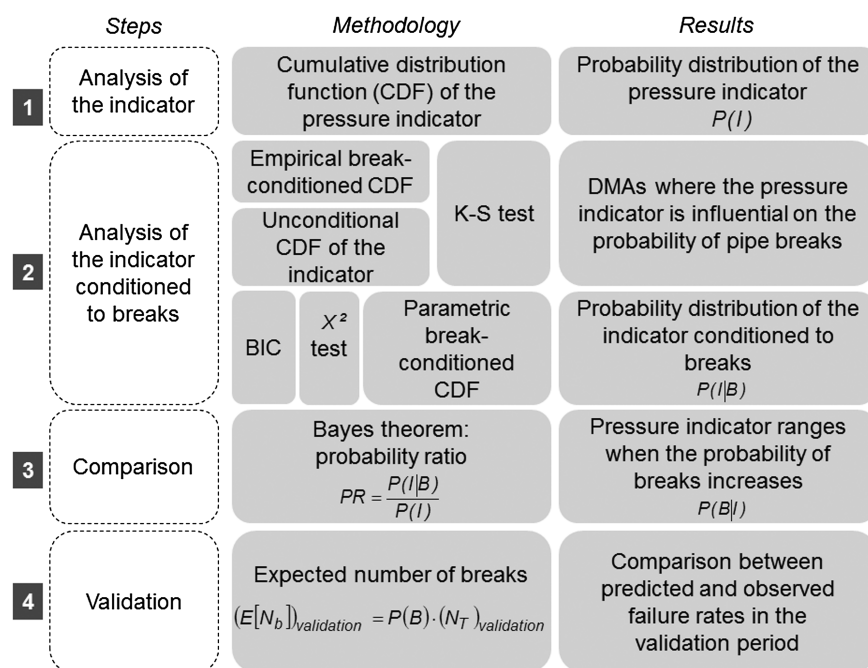 Steps
Methodology
Results
1
Analysis of
the indicator
Cumulative distribution
function (CDF) of the
pressure indicator
Probability distribution of the
pressure indicator
P(I)
2
Analysis of
the indicator
conditioned
to breaks
Empirical break-
conditioned CDF
Unconditional
CDF of the
indicator
K-S test
DMAs where the pressure
indicator is influential on the
probability of pipe breaks
BIC
X²
test
Parametric
break-
conditioned
CDF
Probability distribution of the
indicator conditioned to
breaks
P(I|B)
3
Comparison
Bayes theorem:
probability ratio
PR = P(I|B) / P(I)
Pressure indicator ranges
when the probability of
breaks increases
P(B|I)
4
Validation
Expected number of breaks
(E[N_b])_validation = P(B)·(N_T)_validation
Comparison between
predicted and observed
failure rates in the
validation period